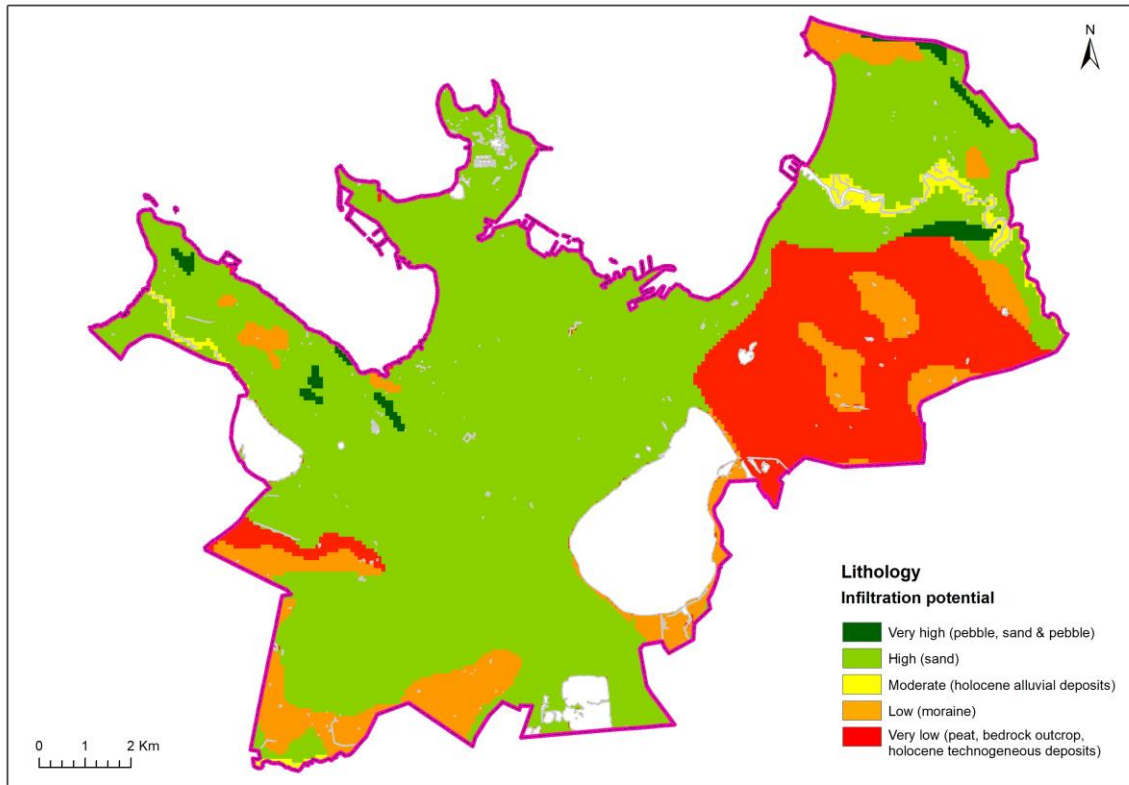 N
Lithology
Infiltration potential
Very high (pebble, sand & pebble)
High (sand)
Moderate (holocene alluvial deposits)
Low (moraine)
Very low (peat, bedrock outcrop,
holocene technogeneous deposits)
0 1 2 Km